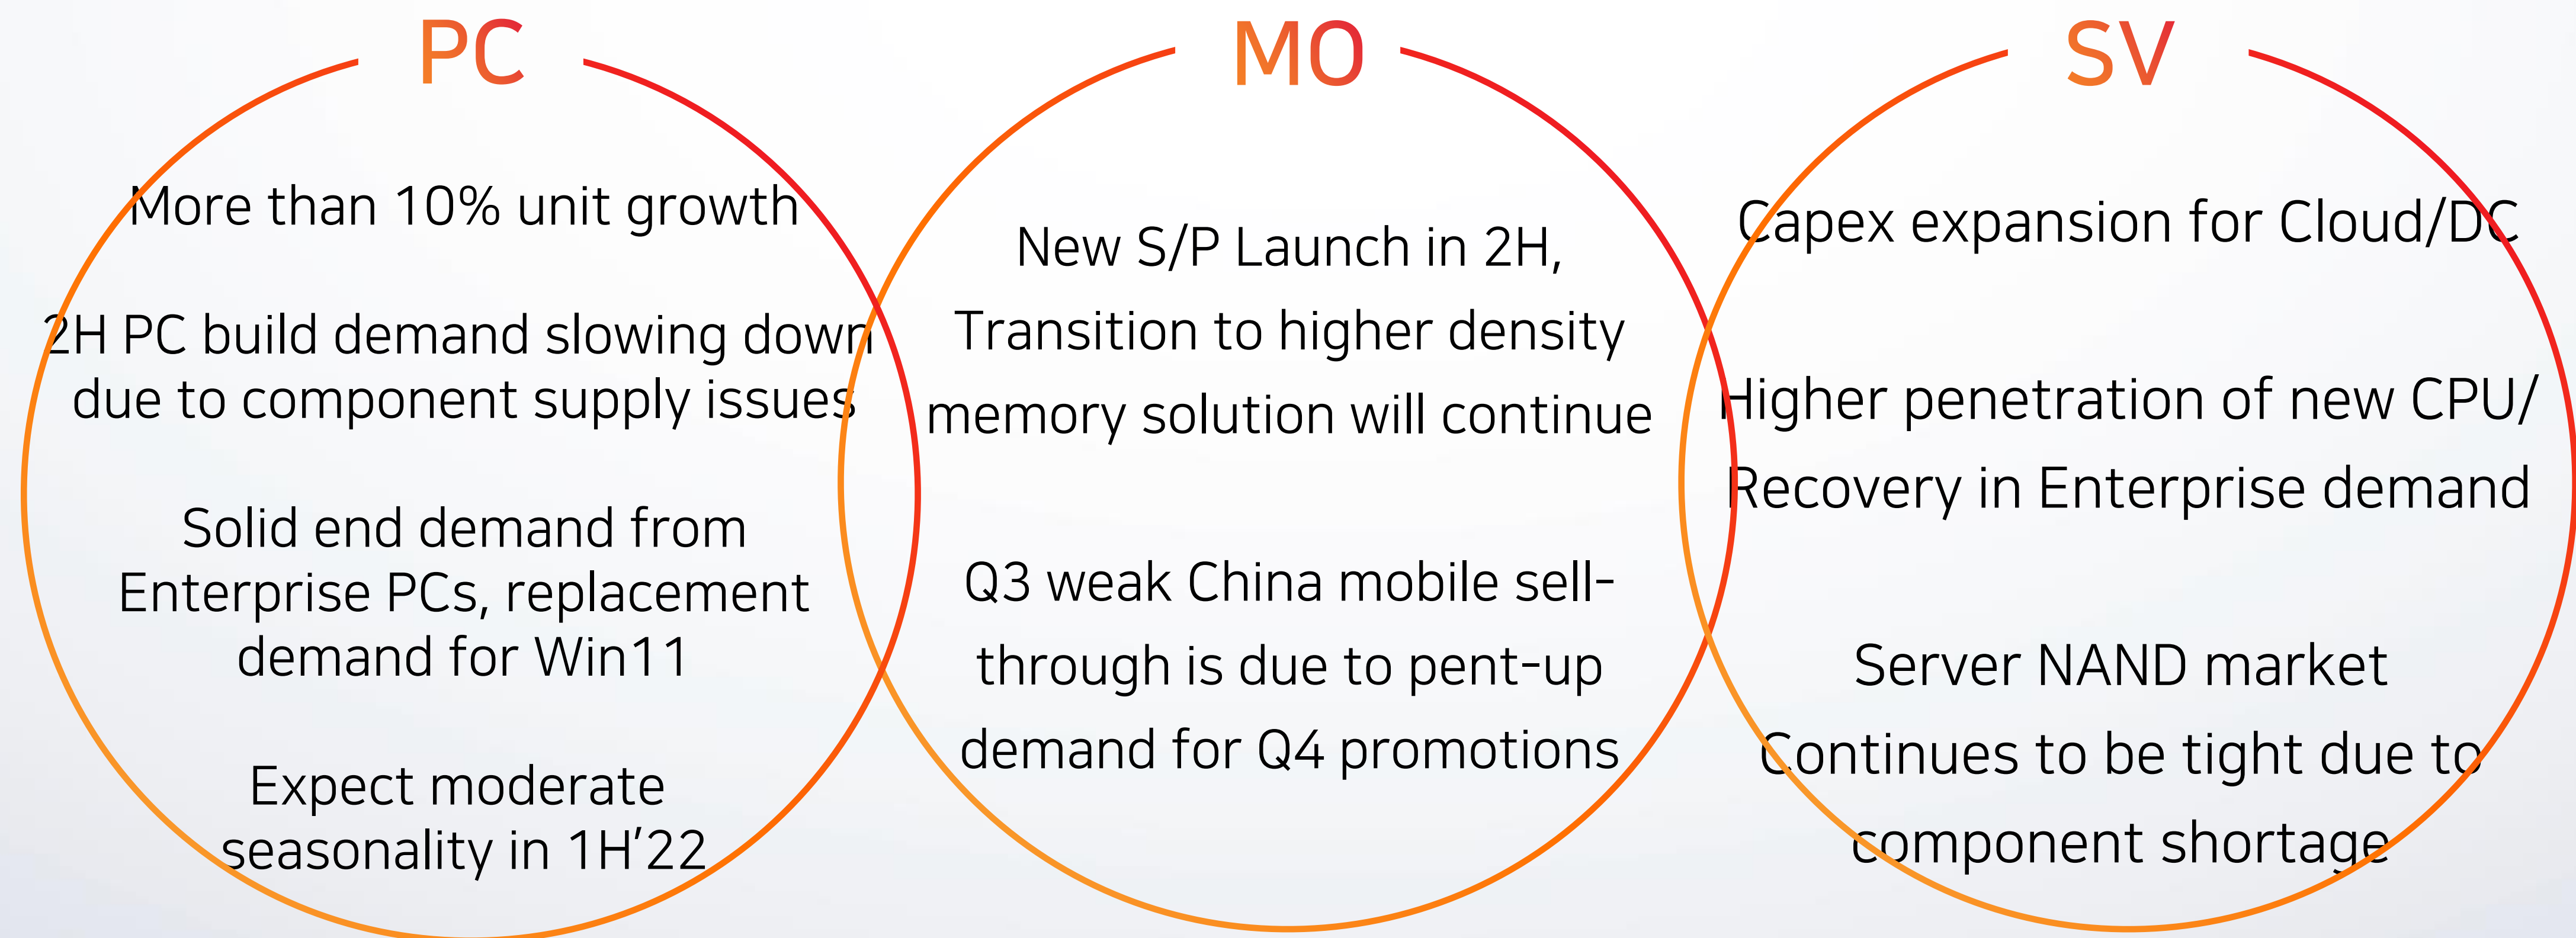 PC
More than 10% unit growth
2H PC build demand slowing down
due to component supply issues
Solid end demand from
Enterprise PCs, replacement
demand for Win11
Expect moderate
seasonality in 1H’22
MO
New S/P Launch in 2H,
Transition to higher density
memory solution will continue
Q3 weak China mobile sell-
through is due to pent-up
demand for Q4 promotions
SV
Capex expansion for Cloud/DC
Higher penetration of new CPU/
Recovery in Enterprise demand
Server NAND market
Continues to be tight due to
component shortage